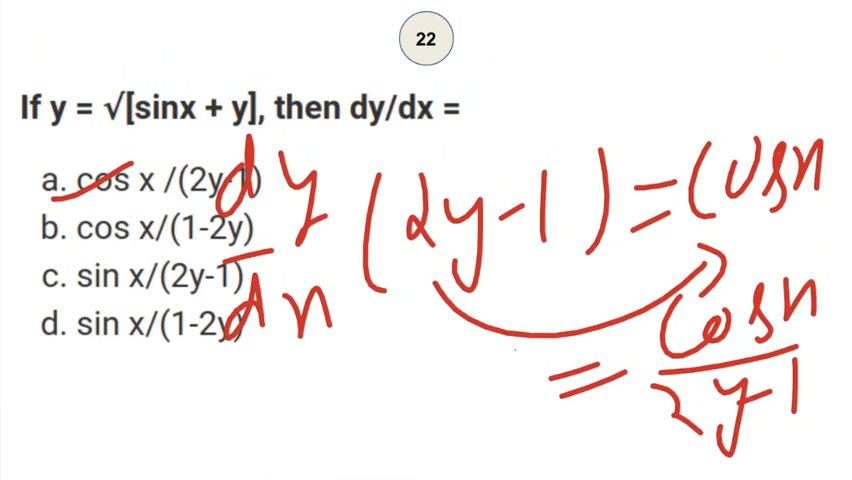 22
If y = √[sinx + y], then dy/dx =
a. cos x /(2y-1)
b. cos x/(1-2y)
c. sin x/(2y-1)
d. sin x/(1-2y)
dy/dx (2y-1) = Cosx
= Cosx/2y-1